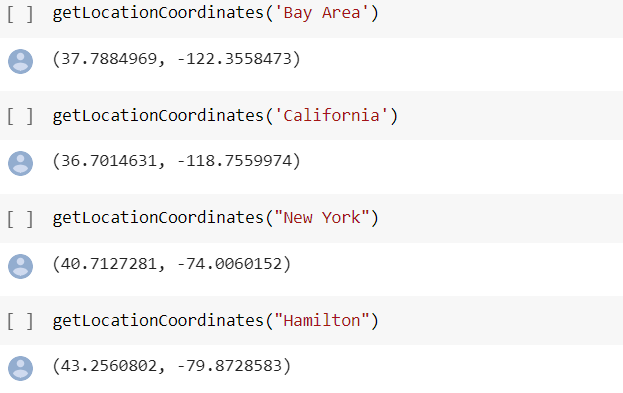 [ ] getLocationCoordinates('Bay Area')
(37.7884969, -122.3558473)
[ ] getLocationCoordinates('California')
(36.7014631, -118.7559974)
[ ] getLocationCoordinates("New York")
(40.7127281, -74.0060152)
[ ] getLocationCoordinates("Hamilton")
(43.2560802, -79.8728583)